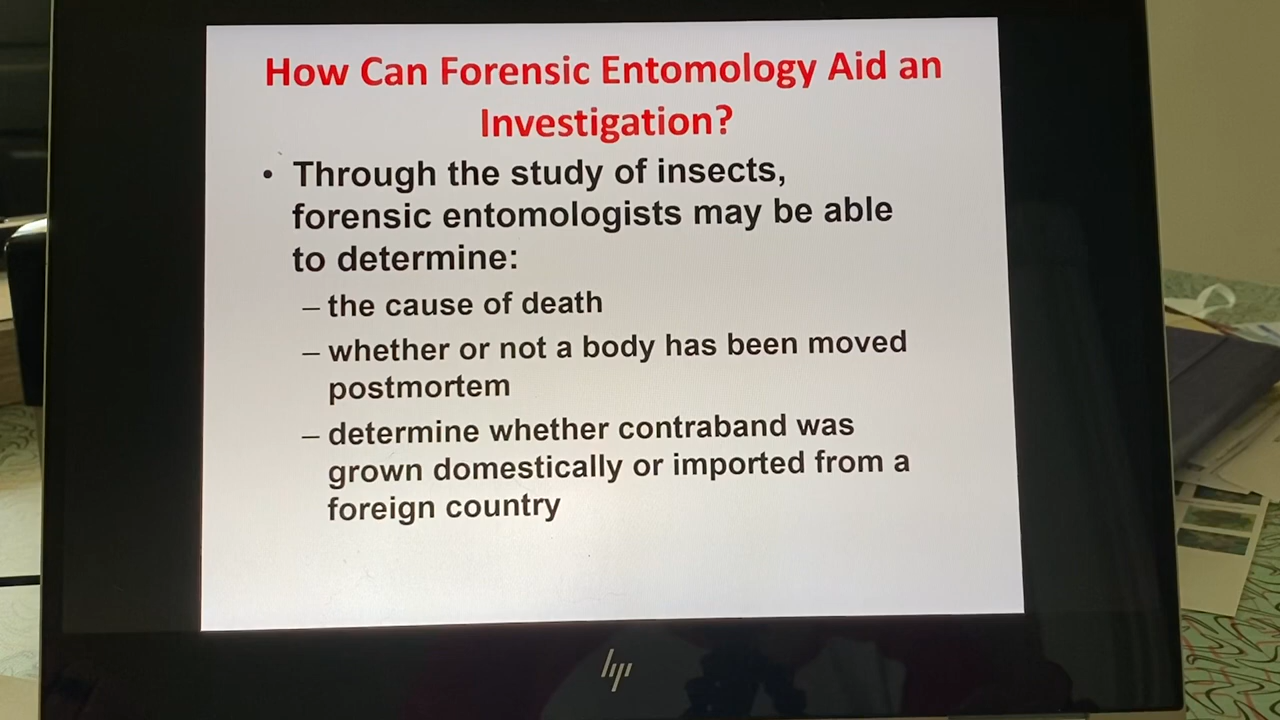 How Can Forensic Entomology Aid an
Investigation?
• Through the study of insects,
forensic entomologists may be able
to determine:
– the cause of death
– whether or not a body has been moved
postmortem
– determine whether contraband was
grown domestically or imported from a
foreign country
hp